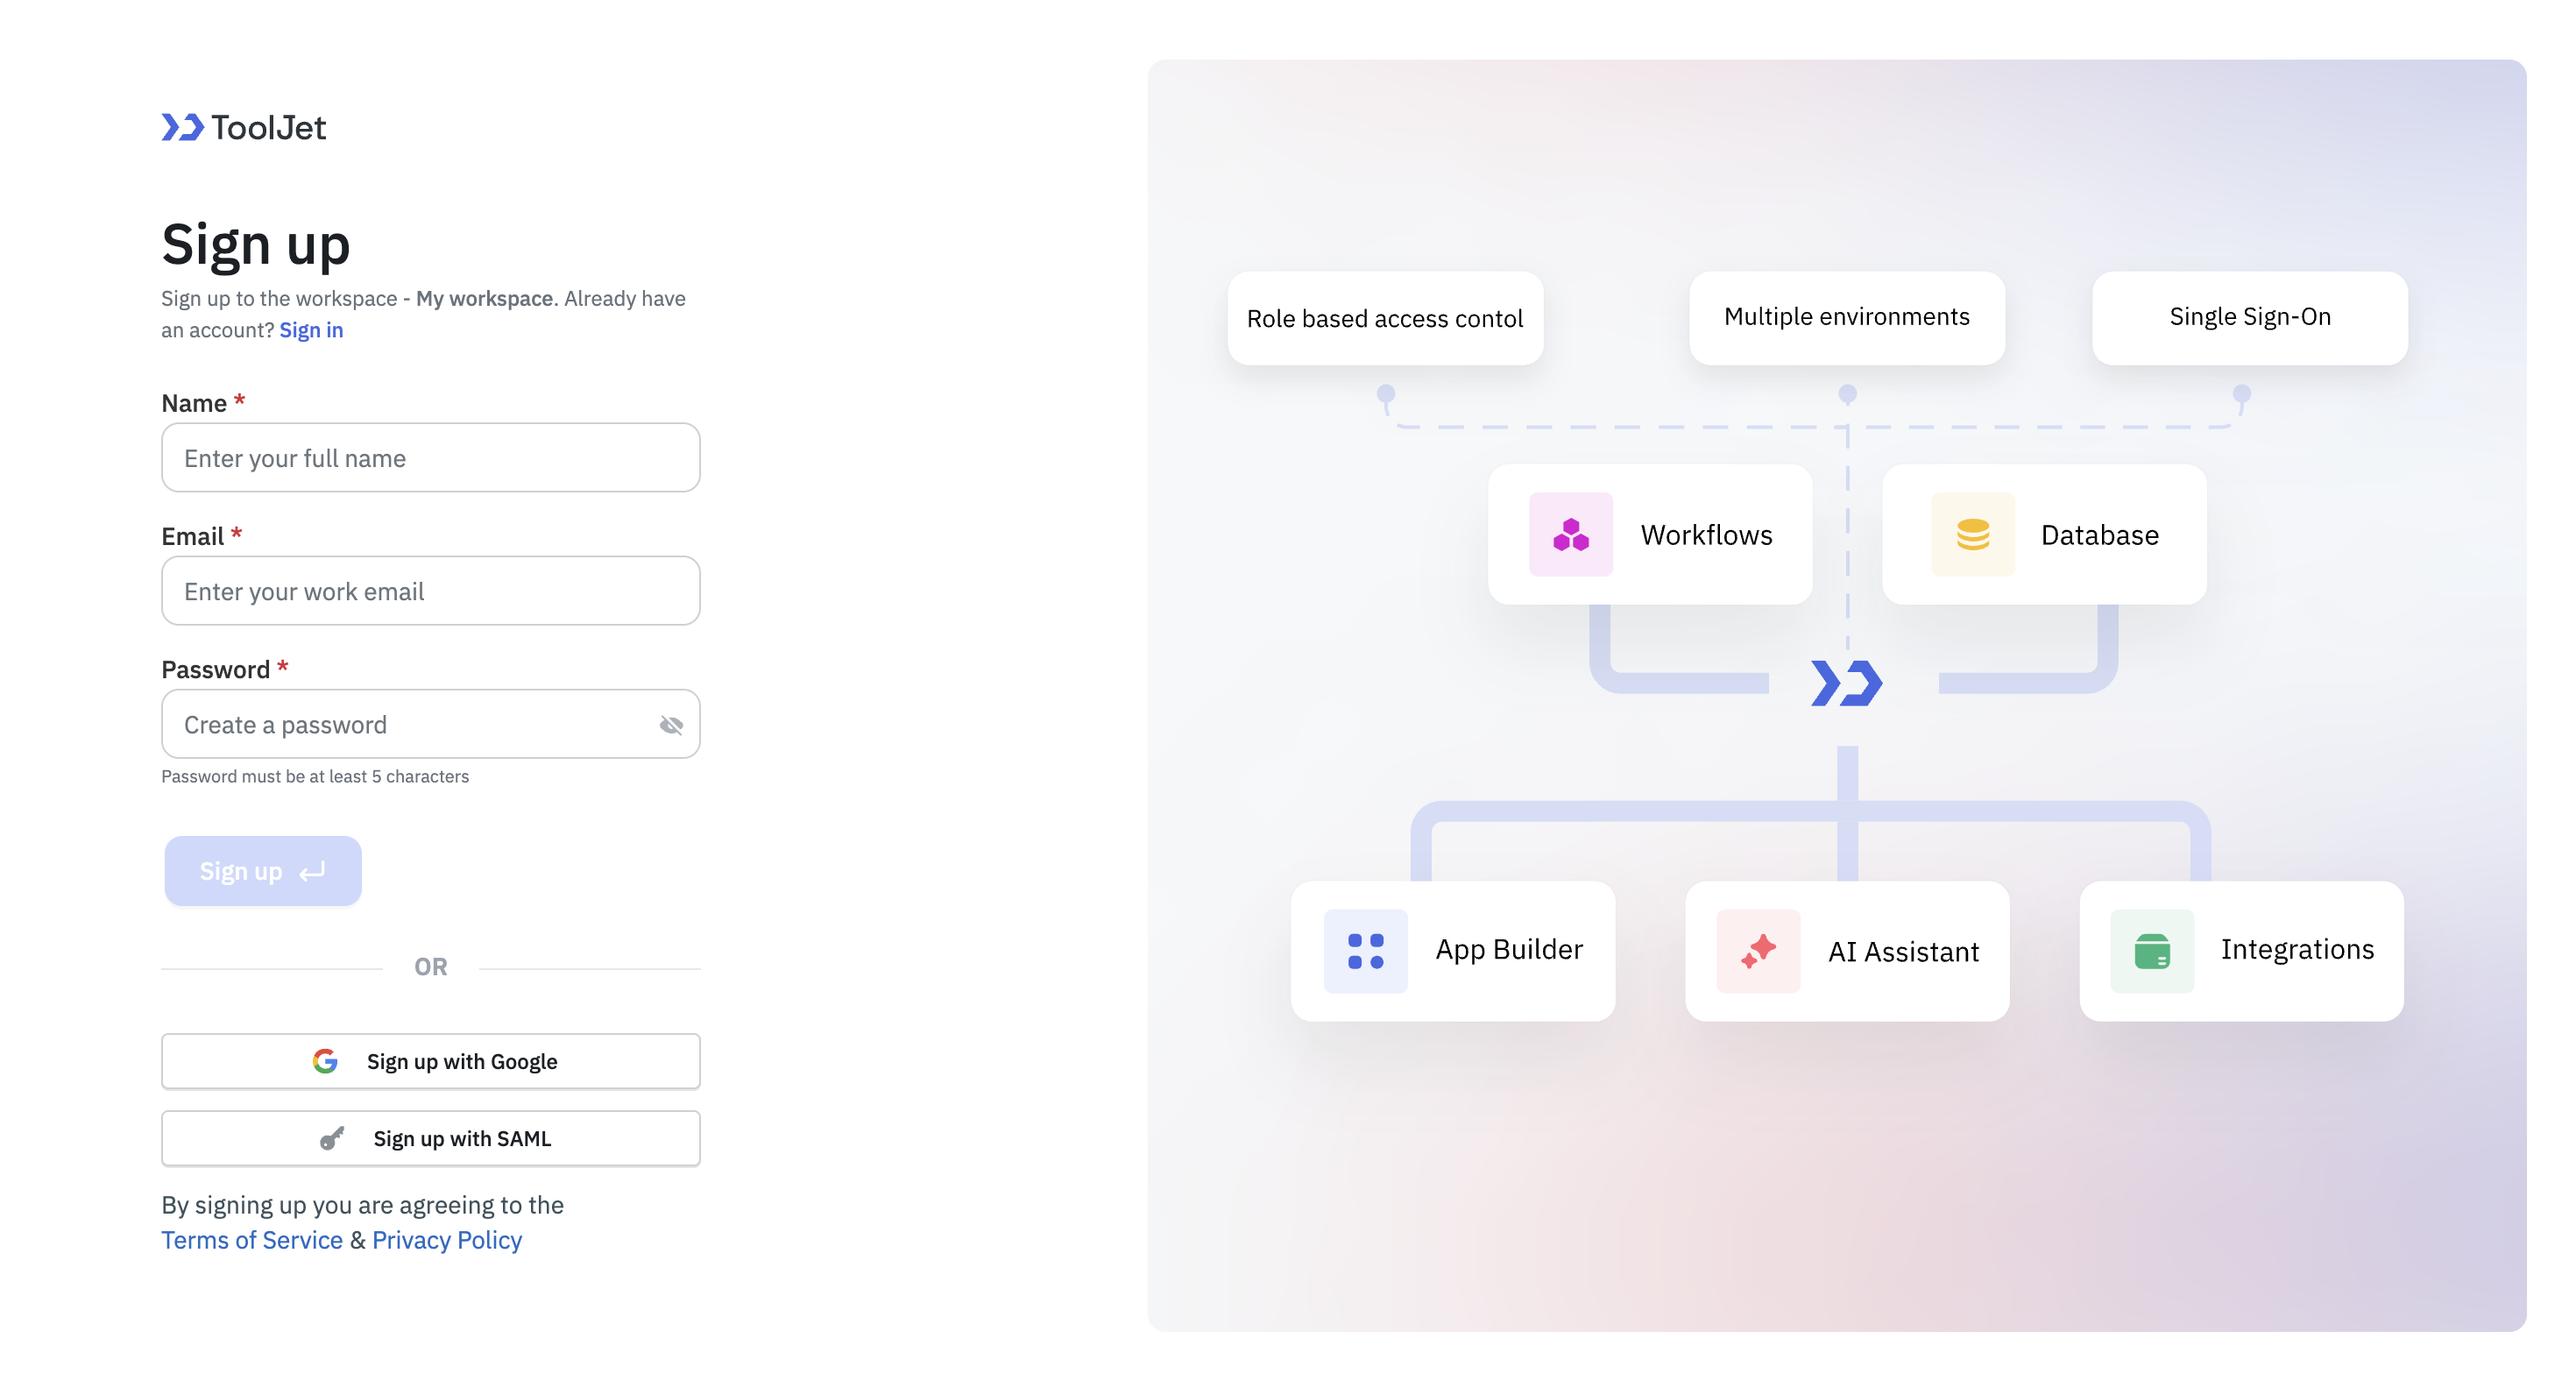 ToolJet
Sign up
Sign up to the workspace - My workspace. Already have
an account? Sign in
Name *
Enter your full name
Email *
Enter your work email
Password *
Create a password
Password must be at least 5 characters
Sign up
OR
Sign up with Google
Sign up with SAML
By signing up you are agreeing to the
Terms of Service & Privacy Policy
Role based access contol
Multiple environments
Single Sign-On
Workflows
Database
App Builder
AI Assistant
Integrations